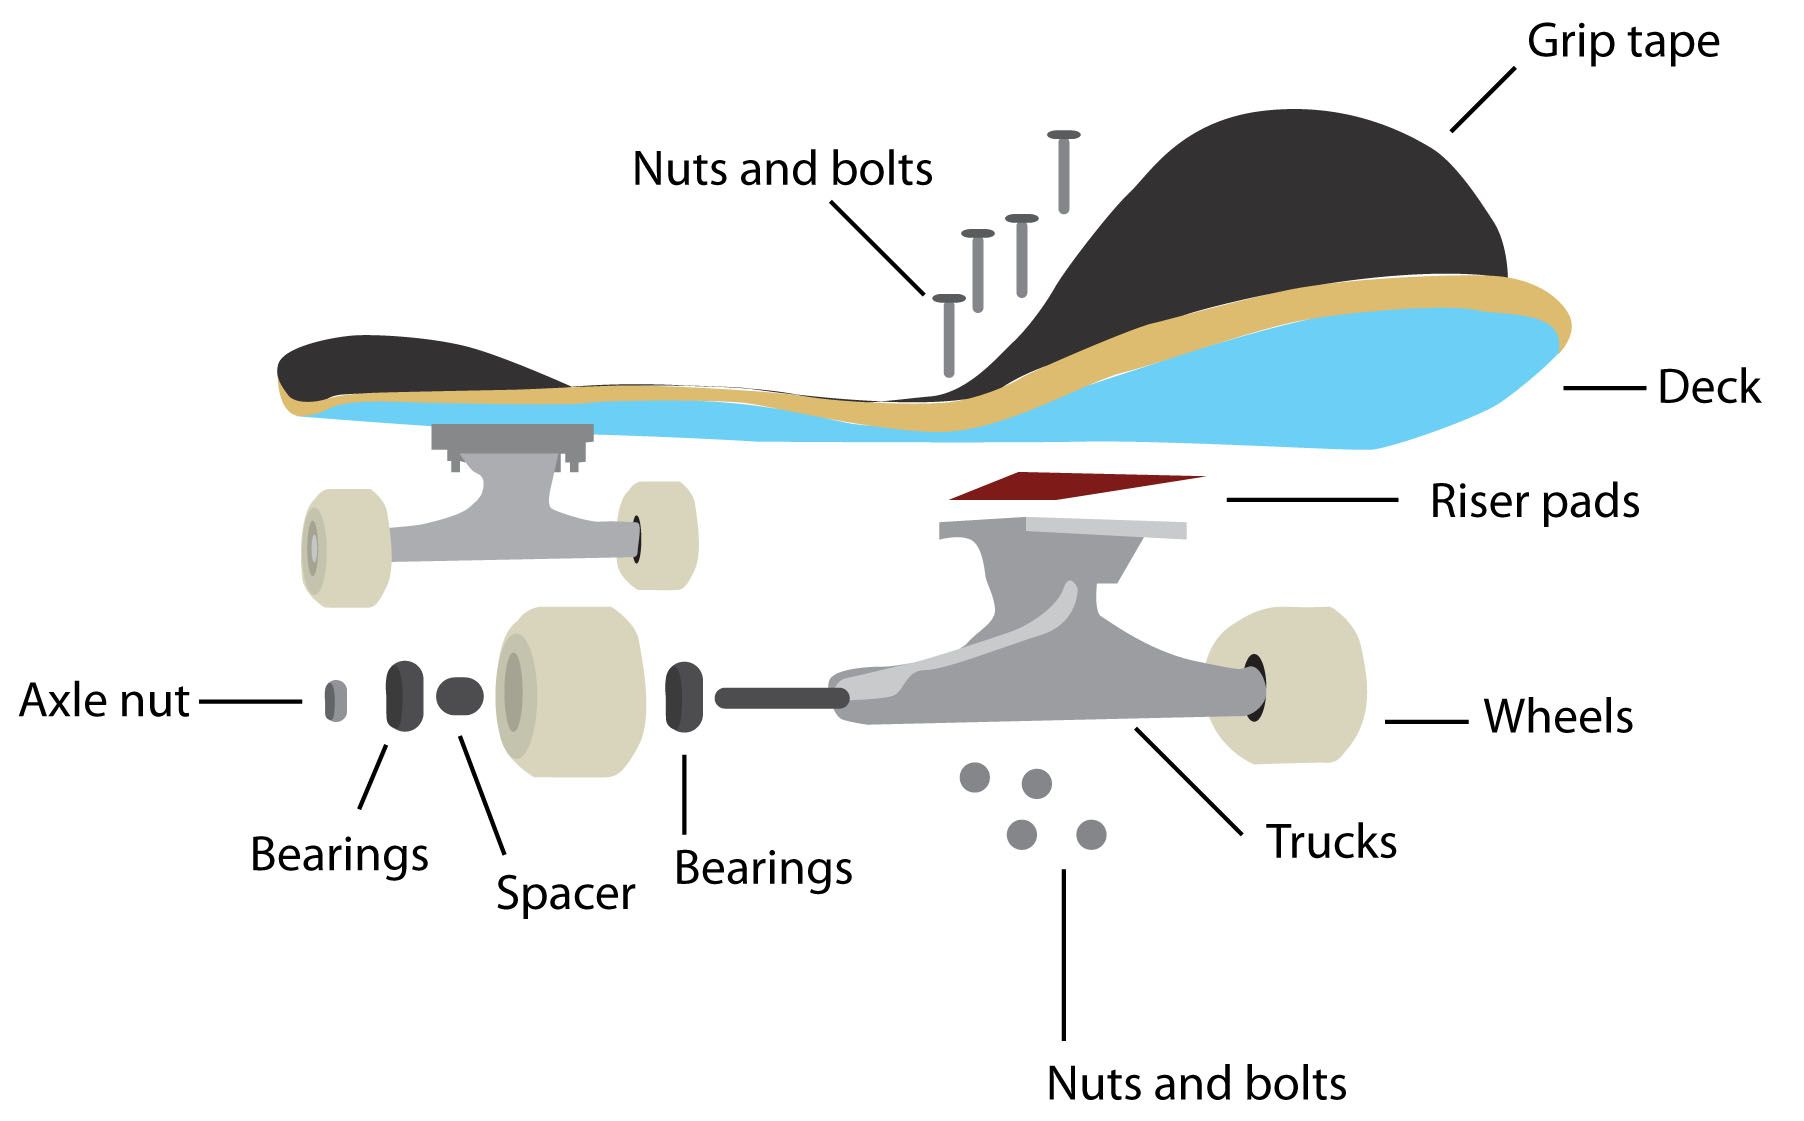 Grip tape
Nuts and bolts
Deck
Riser pads
Axle nut
Wheels
Bearings
Spacer
Bearings
Trucks
Nuts and bolts